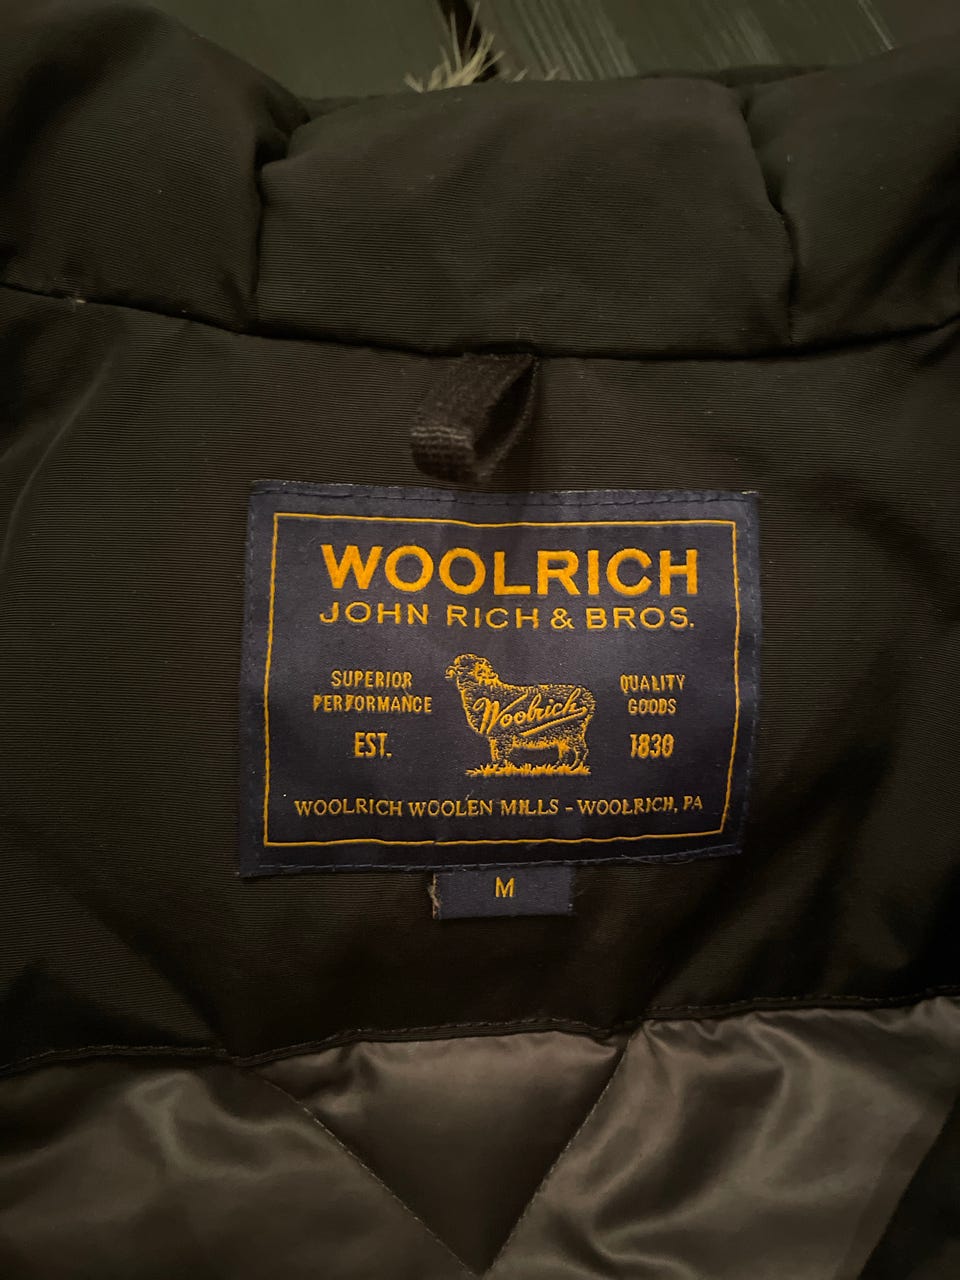 WOOLRICH
JOHN RICH & BROS.
SUPERIOR
PERFORMANCE
EST.
Woolrich
QUALITY
GOODS
1830
WOOLRICH WOOLEN MILLS - WOOLRICH, PA
M